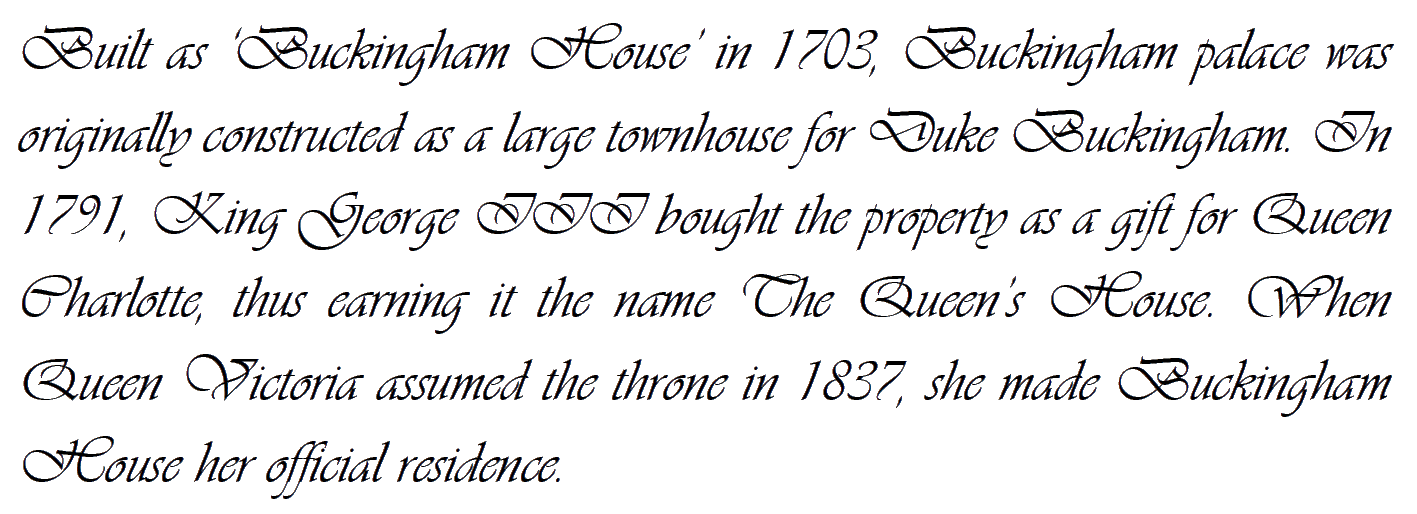 Built as ‘Buckingham House’ in 1703, Buckingham palace was
originally constructed as a large townhouse for Duke Buckingham. In
1791, King George III bought the property as a gift for Queen
Charlotte, thus earning it the name The Queen’s House. When
Queen Victoria assumed the throne in 1837, she made Buckingham
House her official residence.